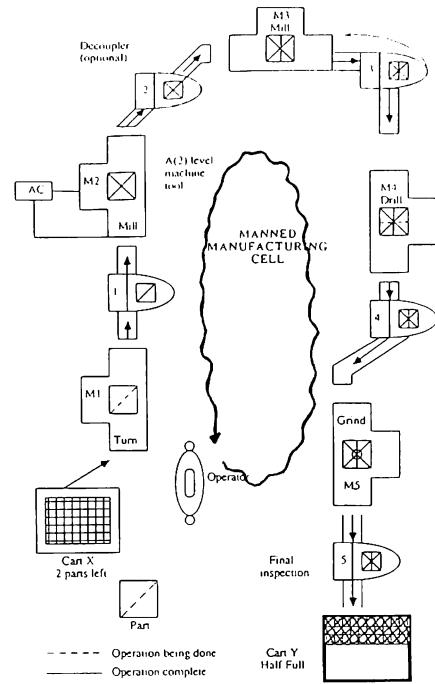 M3
Mill
Decoupler
(optional)
2
3
A(2) level
machine
tool
AC
M2
Mill
M4
Drill
MANNED
MANUFACTURING
CELL
1
4
M1
Turn
Grind
M5
Operator
Cart X
2 parts left
Final
inspection
5
Part
Operation being done
Operation complete
Cart Y
Half Full